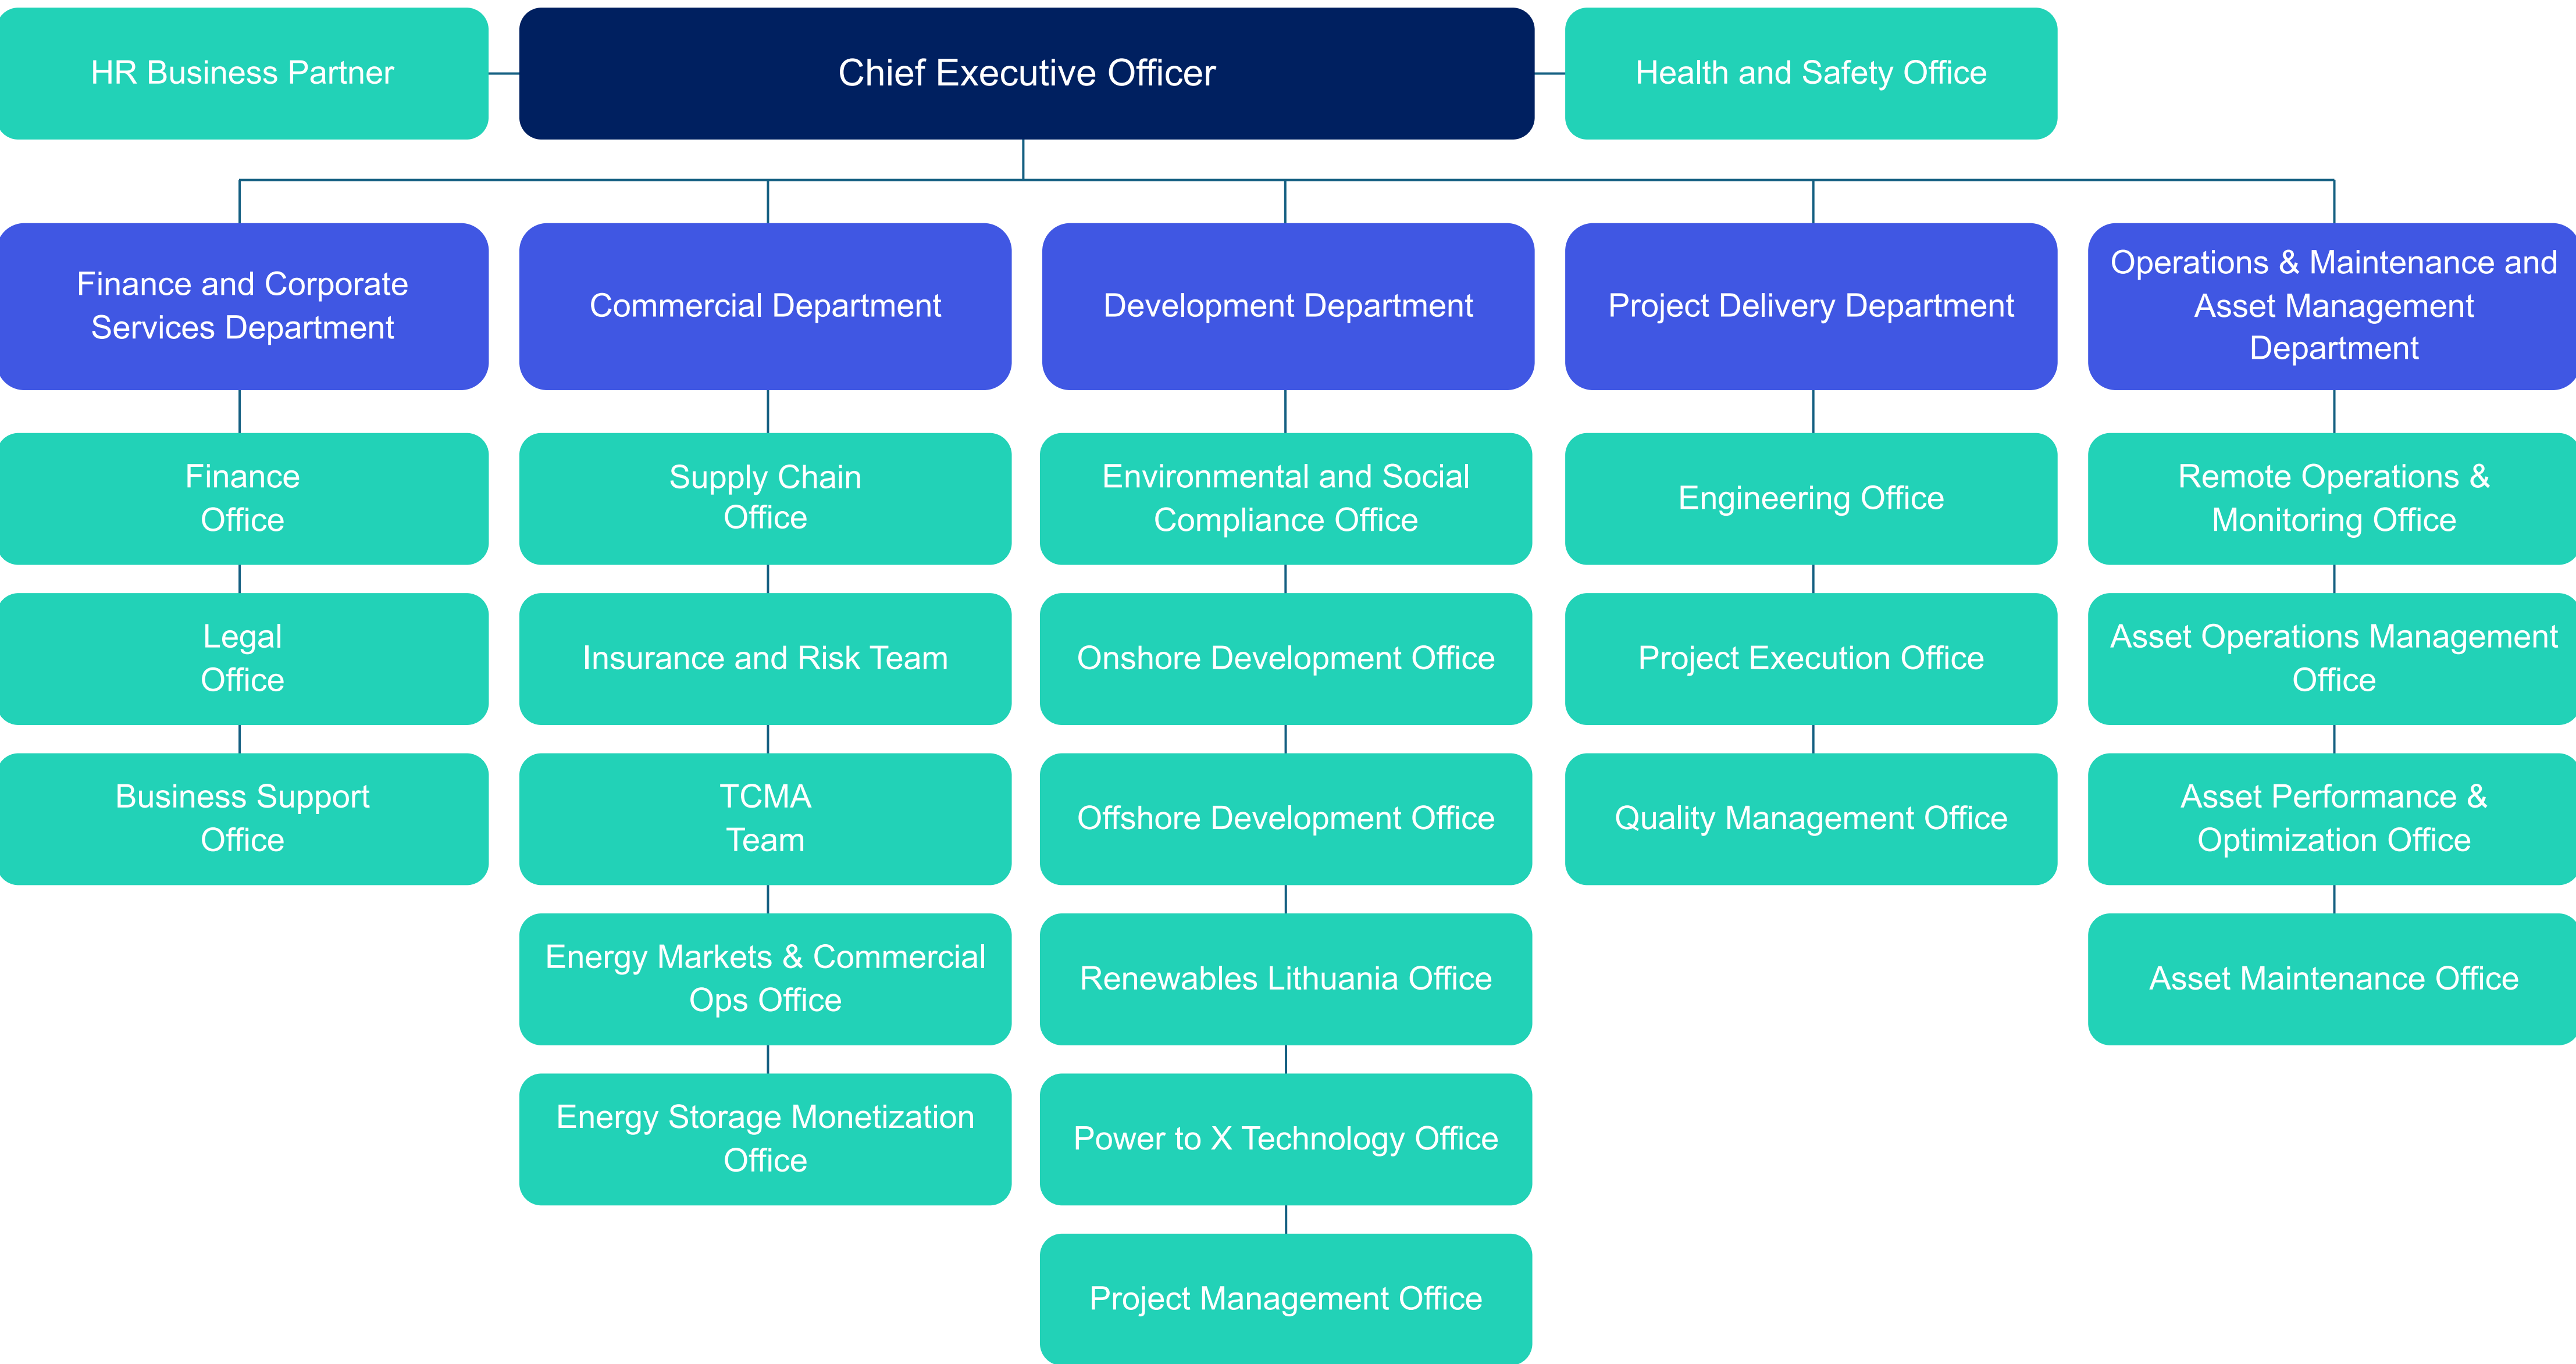 HR Business Partner
Chief Executive Officer
Health and Safety Office
Finance and Corporate
Services Department
Commercial Department
Development Department
Project Delivery Department
Operations & Maintenance and
Asset Management
Department
Finance
Office
Supply Chain
Office
Environmental and Social
Compliance Office
Engineering Office
Remote Operations &
Monitoring Office
Legal
Office
Insurance and Risk Team
Onshore Development Office
Project Execution Office
Asset Operations Management
Office
Business Support
Office
TCMA
Team
Offshore Development Office
Quality Management Office
Asset Performance &
Optimization Office
Energy Markets & Commercial
Ops Office
Renewables Lithuania Office
Asset Maintenance Office
Energy Storage Monetization
Office
Power to X Technology Office
Project Management Office